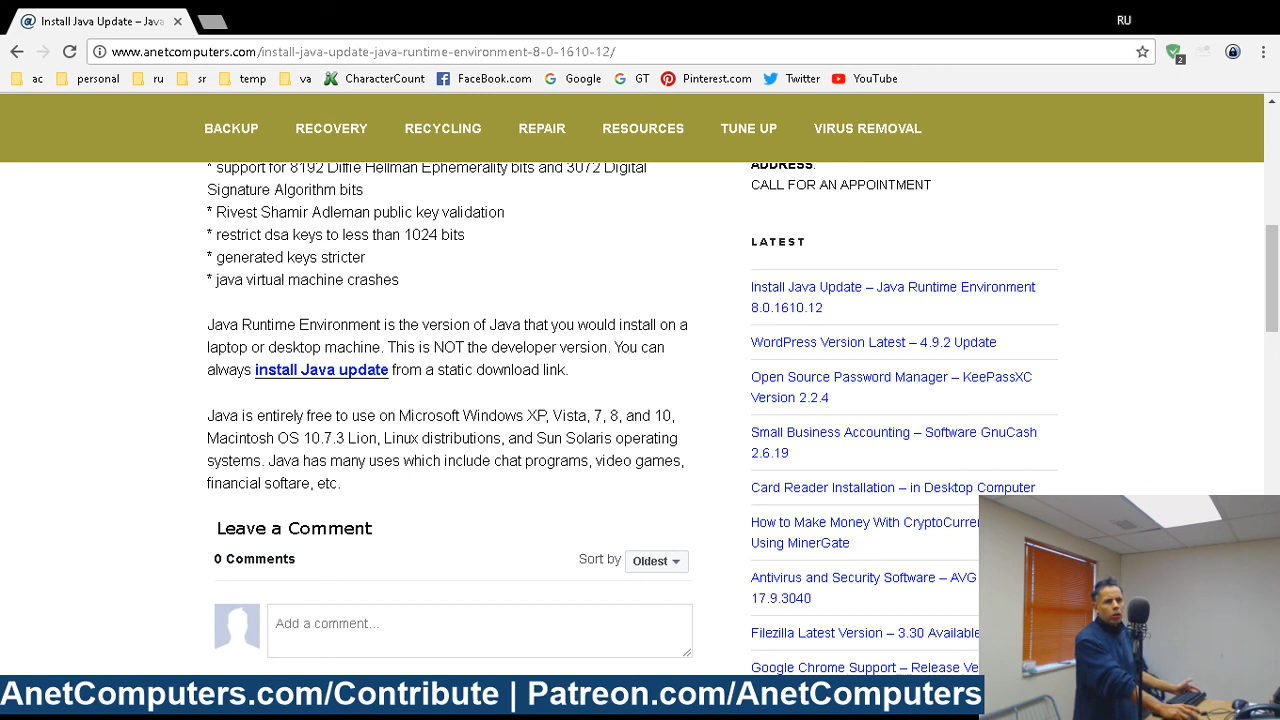 Install Java Update – Java
RU
www.anetcomputers.com/install-java-update-java-runtime-environment-8-0-1610-12/
2
ac
personal
ru
sr
temp
va
CharacterCount
FaceBook.com
Google
GT
Pinterest.com
Twitter
YouTube
BACKUP
RECOVERY
RECYCLING
REPAIR
RESOURCES
TUNE UP
VIRUS REMOVAL
* support for 8192 Diffie Hellman Ephemerality bits and 3072 Digital
Signature Algorithm bits
* Rivest Shamir Adleman public key validation
* restrict dsa keys to less than 1024 bits
* generated keys stricter
* java virtual machine crashes
Java Runtime Environment is the version of Java that you would install on a
laptop or desktop machine. This is NOT the developer version. You can
always install Java update from a static download link.
Java is entirely free to use on Microsoft Windows XP, Vista, 7, 8, and 10,
Macintosh OS 10.7.3 Lion, Linux distributions, and Sun Solaris operating
systems. Java has many uses which include chat programs, video games,
financial softare, etc.
Leave a Comment
0 Comments
Sort by Oldest
Add a comment...
ADDRESS:
CALL FOR AN APPOINTMENT
LATEST
Install Java Update – Java Runtime Environment
8.0.1610.12
WordPress Version Latest – 4.9.2 Update
Open Source Password Manager – KeePassXC
Version 2.2.4
Small Business Accounting – Software GnuCash
2.6.19
Card Reader Installation – in Desktop Computer
How to Make Money With CryptoCurren
Using MinerGate
Antivirus and Security Software – AVG
17.9.3040
Filezilla Latest Version – 3.30 Available
Google Chrome Support – Release Ve
AnetComputers.com/Contribute | Patreon.com/AnetComputers